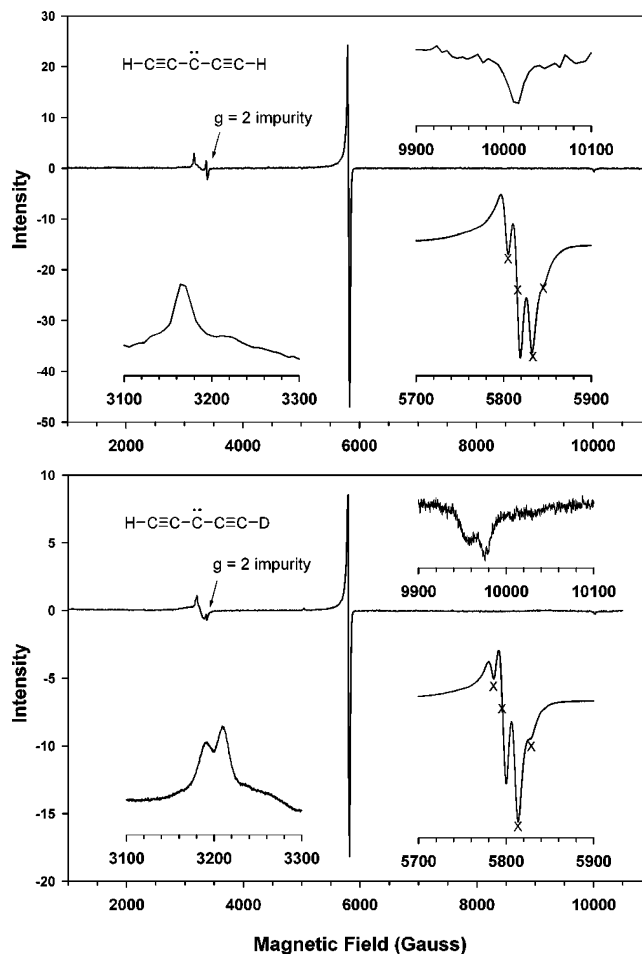 30
20
10
0
-10
-20
-30
-40
-50
Intensity
H-C≡C-C̈-C≡C-H
g = 2 impurity
9900 10000 10100
x x x x
5700 5800 5900
3100 3200 3300
2000 4000 6000 8000 10000
10
5
0
-5
-10
-15
-20
Intensity
H-C≡C-C̈-C≡C-D
g = 2 impurity
9900 10000 10100
x x x x
5700 5800 5900
3100 3200 3300
2000 4000 6000 8000 10000
Magnetic Field (Gauss)